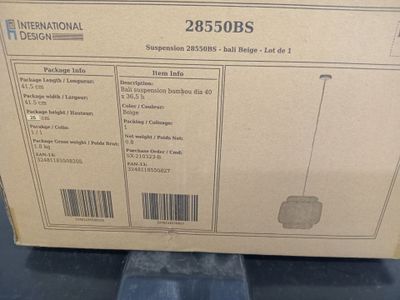 INTERNATIONAL
DESIGN
28550BS
Suspension 28550BS - bali Beige - Lot de 1
Package Info
Package Length / Longueur:
41.5 cm
Package width / Largeur:
41.5 cm
Package height / Hauteur:
cm
Package / Colis:
1 / 1
Package Gross weight / Poids Brut:
1.8 kg
EAN-13:
Item Info
Description:
Bali suspension bambou dia 40
x 36,5 h
Color / Couleur:
Beige
Packing / Colisage:
1
Net weight / Poids Net:
0.8
Purchase Order / Cmd:
SX-210323-B
EAN-13: